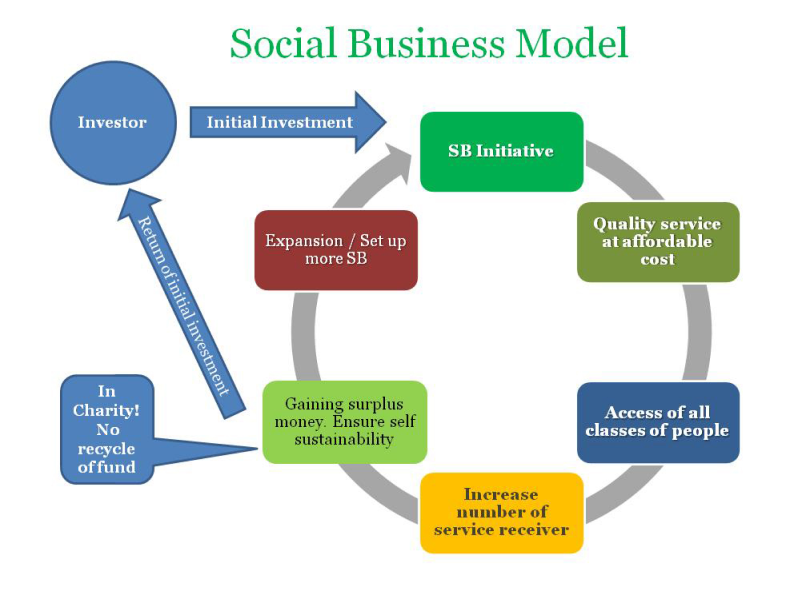 Social Business Model
Investor
Initial Investment
SB Initiative
Quality service
at affordable
cost
Access of all
classes of people
Increase
number of
service receiver
Gaining surplus
money. Ensure self
sustainability
Expansion / Set up
more SB
Return of initial investment
In
Charity!
No
recycle
of fund